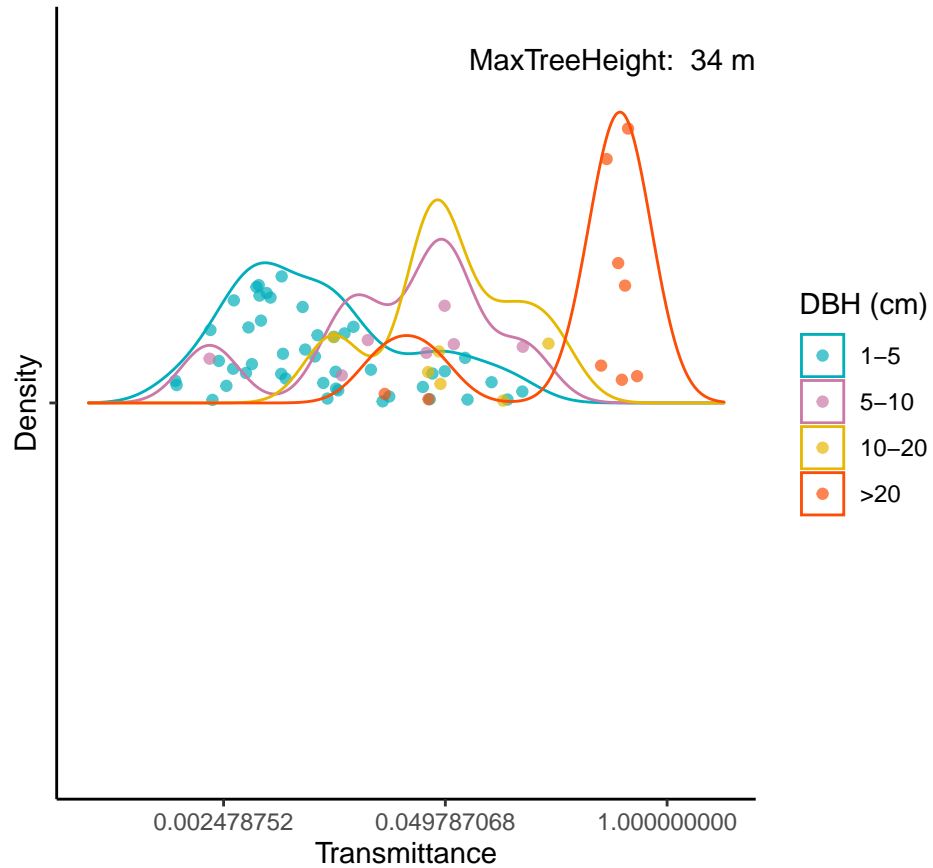 MaxTreeHeight:  34 m
Density
DBH (cm)
1–5
5–10
10–20
>20
0.002478752
0.049787068
1.000000000
Transmittance